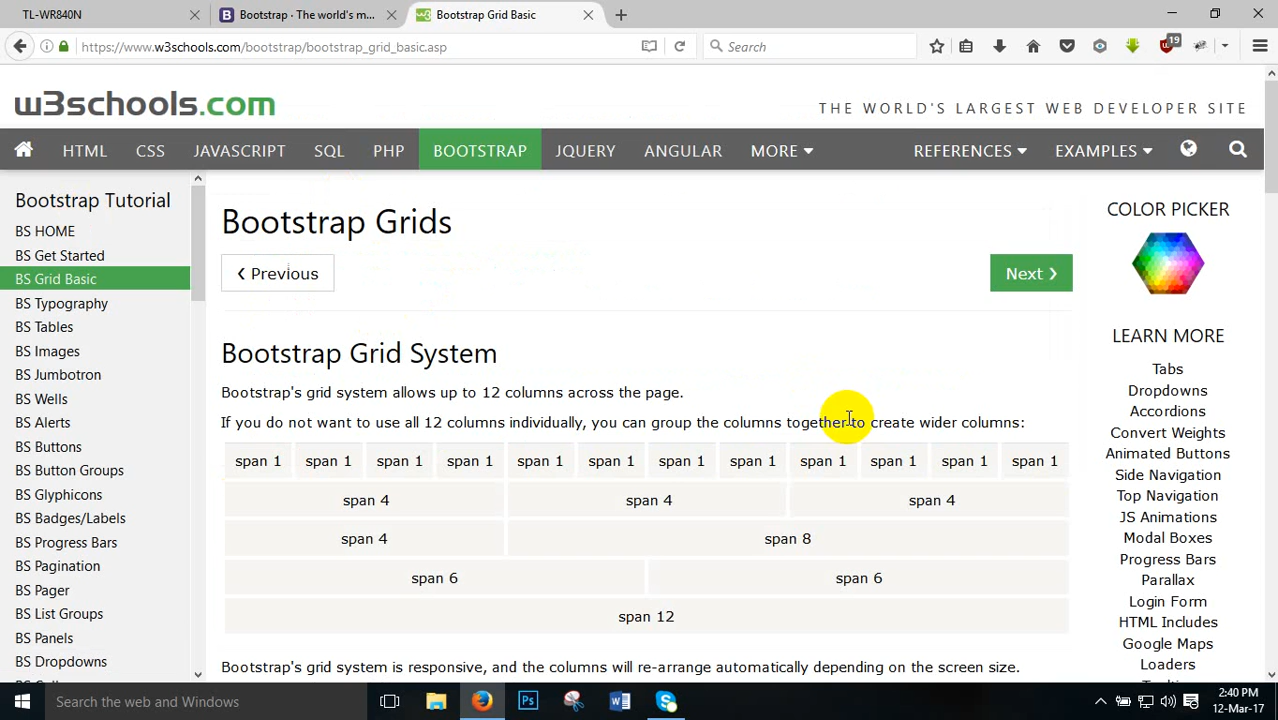 TL-WR840N
Bootstrap · The world's m...
Bootstrap Grid Basic
https://www.w3schools.com/bootstrap/bootstrap_grid_basic.asp
Search
19
w3schools.com
THE WORLD'S LARGEST WEB DEVELOPER SITE
HTML CSS JAVASCRIPT SQL PHP BOOTSTRAP JQUERY ANGULAR MORE REFERENCES EXAMPLES
Bootstrap Tutorial
BS HOME
BS Get Started
BS Grid Basic
BS Typography
BS Tables
BS Images
BS Jumbotron
BS Wells
BS Alerts
BS Buttons
BS Button Groups
BS Glyphicons
BS Badges/Labels
BS Progress Bars
BS Pagination
BS Pager
BS List Groups
BS Panels
BS Dropdowns
Bootstrap Grids
❮ Previous
Next ❯
Bootstrap Grid System
Bootstrap's grid system allows up to 12 columns across the page.
If you do not want to use all 12 columns individually, you can group the columns together to create wider columns:
span 1 span 1 span 1 span 1 span 1 span 1 span 1 span 1 span 1 span 1 span 1 span 1
span 4 span 4 span 4
span 4 span 8
span 6 span 6
span 12
Bootstrap's grid system is responsive, and the columns will re-arrange automatically depending on the screen size.
COLOR PICKER
LEARN MORE
Tabs
Dropdowns
Accordions
Convert Weights
Animated Buttons
Side Navigation
Top Navigation
JS Animations
Modal Boxes
Progress Bars
Parallax
Login Form
HTML Includes
Google Maps
Loaders
Search the web and Windows
2:40 PM
12-Mar-17